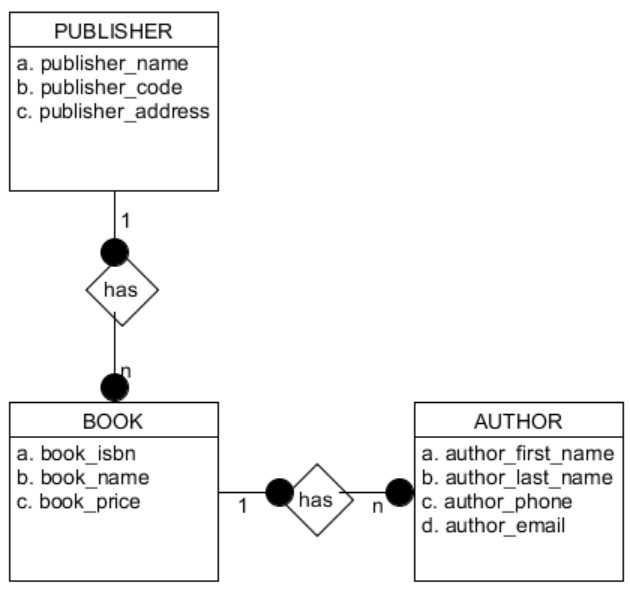 PUBLISHER
a. publisher_name
b. publisher_code
c. publisher_address
1
has
n
BOOK
a. book_isbn
b. book_name
c. book_price
1
has
n
AUTHOR
a. author_first_name
b. author_last_name
c. author_phone
d. author_email